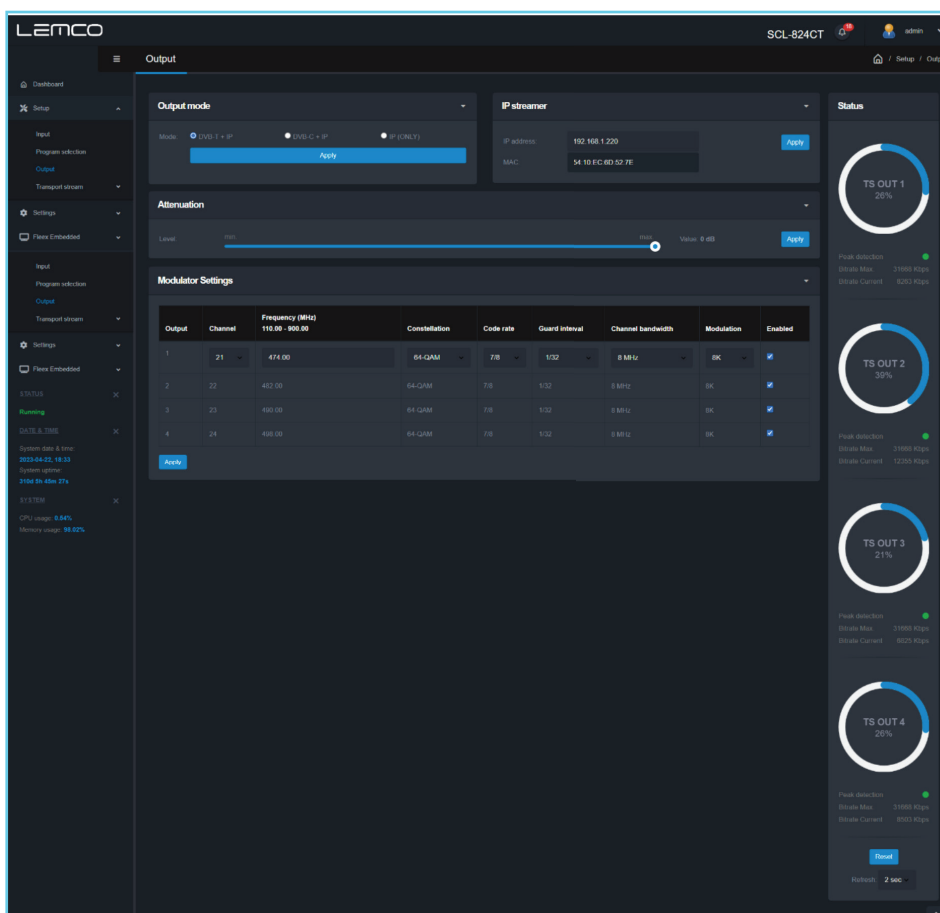 LEMCO
SCL-824CT
admin
Output
/ Setup /
Dashboard
Setup
Input
Program selection
Output
Transport stream
Settings
Fleex Embedded
Input
Program selection
Output
Transport stream
Settings
Fleex Embedded
STATUS
Running
DATE & TIME
System date & time:
2023-04-22, 18:33
System uptime:
310d 5h 45m 27s
SYSTEM
CPU usage: 0.84%
Memory usage: 98.02%
Output mode
Mode: DVB-T + IP DVB-C + IP IP (ONLY)
Apply
IP streamer
IP address: 192.168.1.220 Apply
MAC: 54:10:EC:6D:52:7E
Attenuation
Level: min max Value: 0 dB Apply
Modulator Settings
Output Channel Frequency (MHz) 110.00 - 900.00 Constellation Code rate Guard interval Channel bandwidth Modulation Enabled
1 21 474.00 64-QAM 7/8 1/32 8 MHz 8K
2 22 482.00 64-QAM 7/8 1/32 8 MHz 8K
3 23 490.00 64-QAM 7/8 1/32 8 MHz 8K
4 24 498.00 64-QAM 7/8 1/32 8 MHz 8K
Apply
Status
TS OUT 1
26%
Peak detection
Bitrate Max 31668 Kbps
Bitrate Current 8263 Kbps
TS OUT 2
39%
Peak detection
Bitrate Max 31668 Kbps
Bitrate Current 12355 Kbps
TS OUT 3
21%
Peak detection
Bitrate Max 31668 Kbps
Bitrate Current Kbps
TS OUT 4
26%
Peak detection
Bitrate Max 31668 Kbps
Bitrate Current Kbps
Reset
Refresh: 2 sec